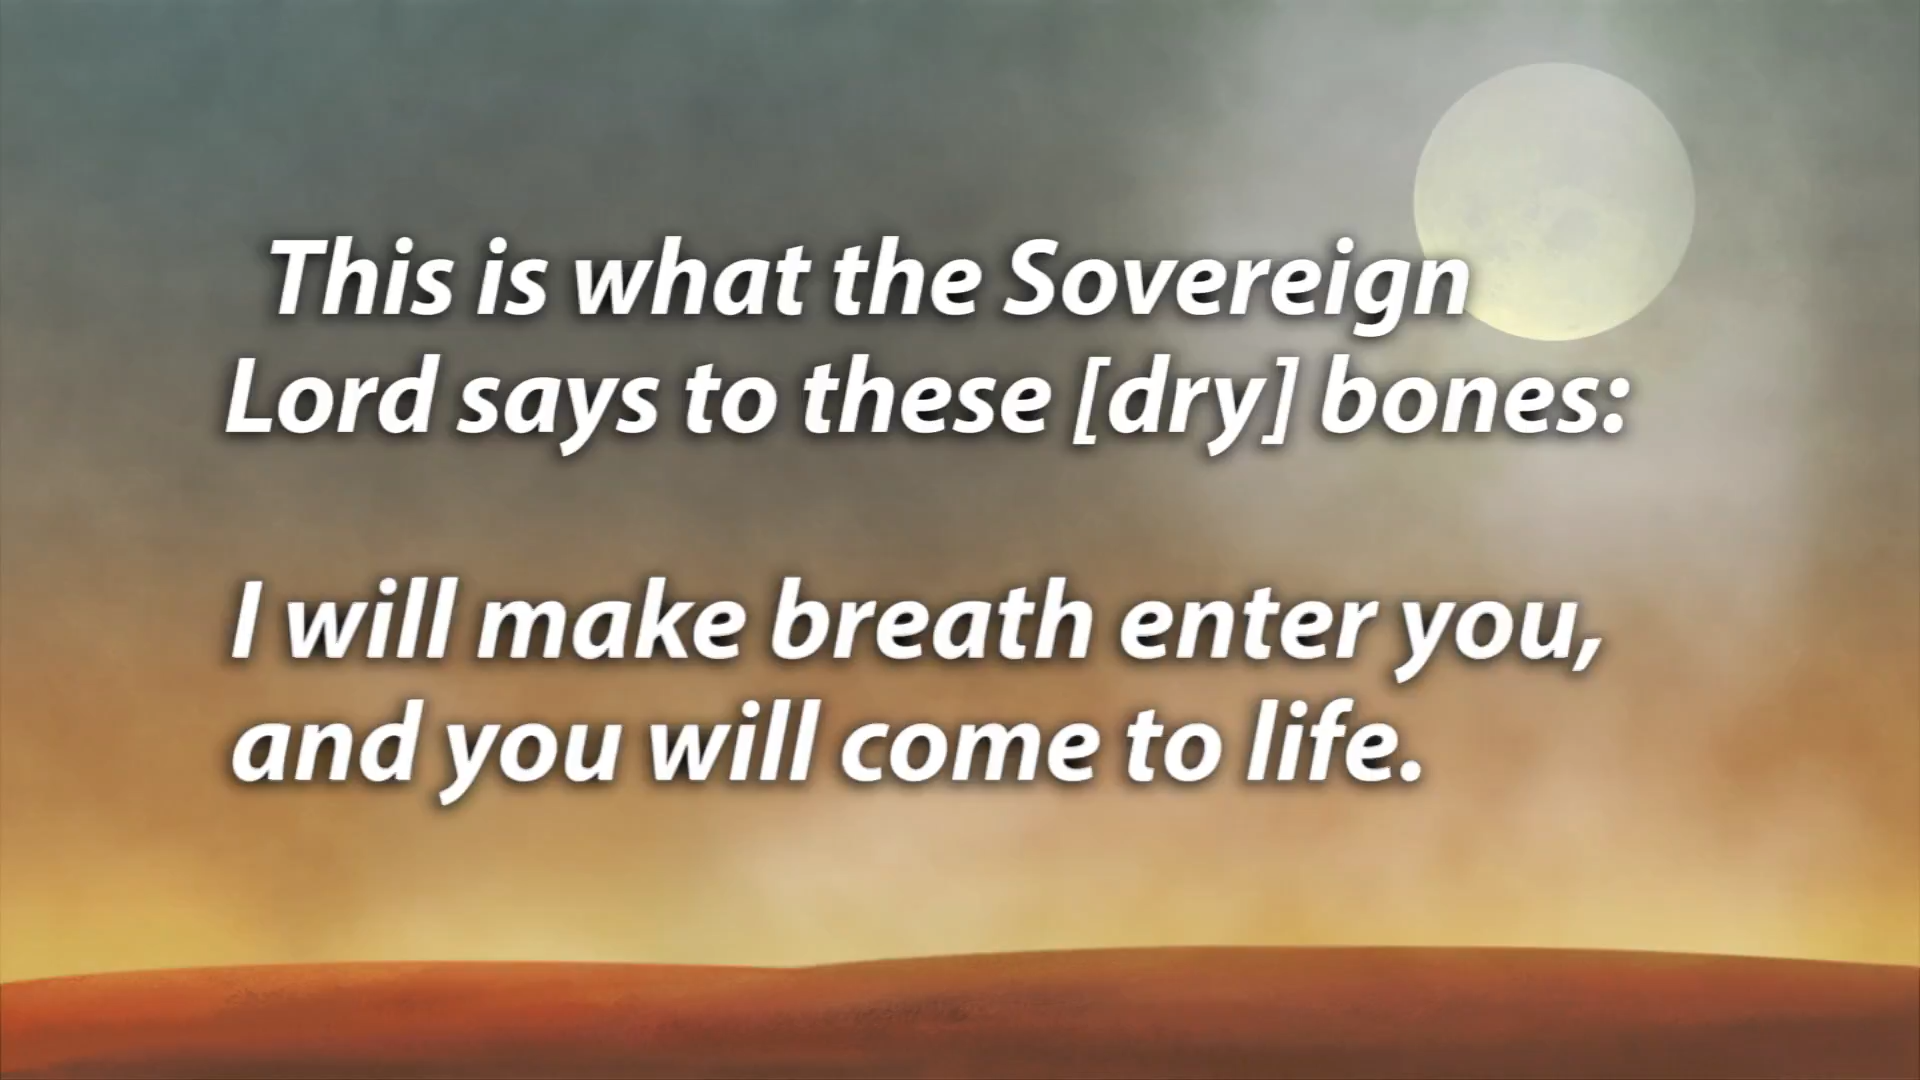 This is what the Sovereign
Lord says to these [dry] bones:
I will make breath enter you,
and you will come to life.